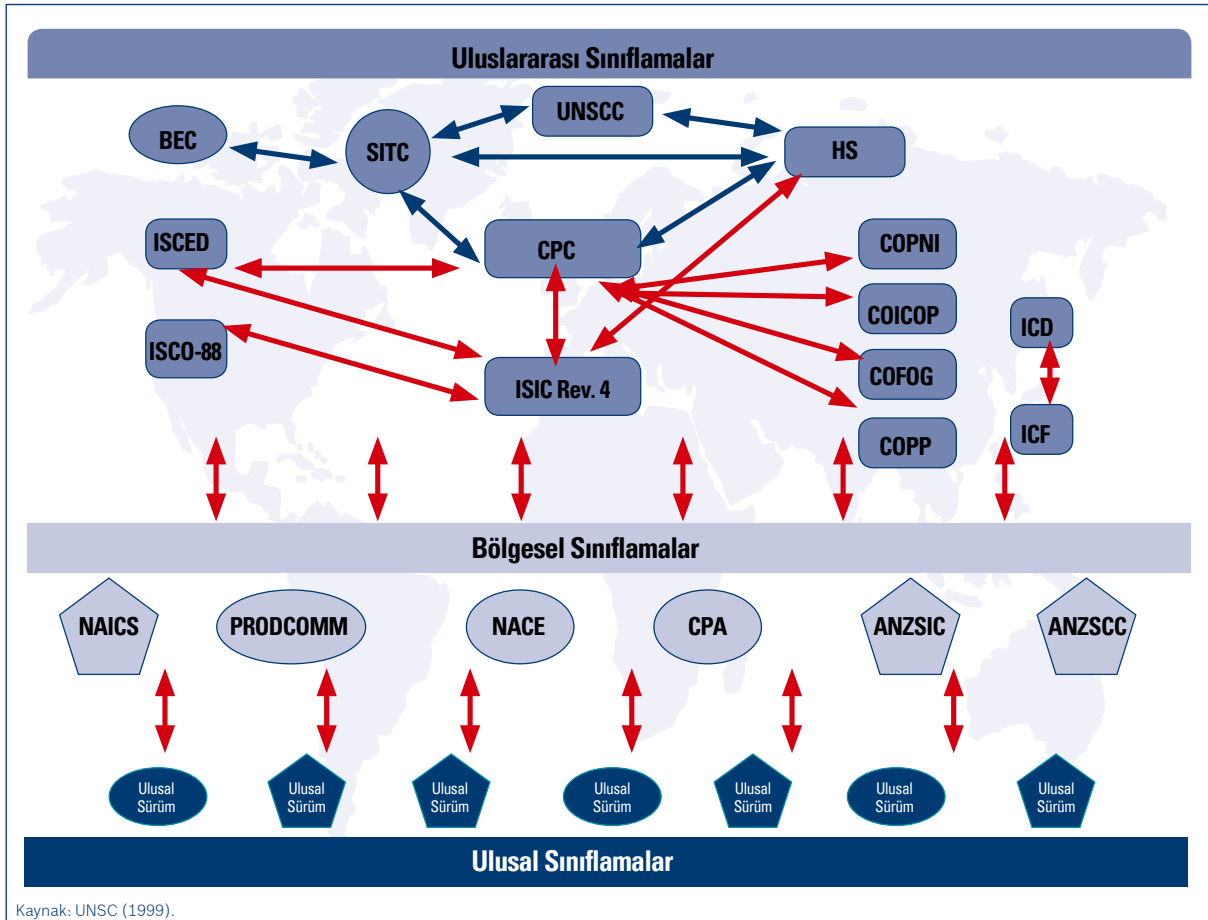 Uluslararası Sınıflamalar
UNSCC
BEC
SITC
HS
ISCED
CPC
COPNI
COICOP
ICD
ISCO-88
ISIC Rev. 4
COFOG
COPP
ICF
Bölgesel Sınıflamalar
NAICS
PRODCOMM
NACE
CPA
ANZSIC
ANZSCC
Ulusal
Sürüm
Ulusal
Sürüm
Ulusal
Sürüm
Ulusal
Sürüm
Ulusal
Sürüm
Ulusal
Sürüm
Ulusal
Sürüm
Ulusal Sınıflamalar
Kaynak: UNSC (1999).